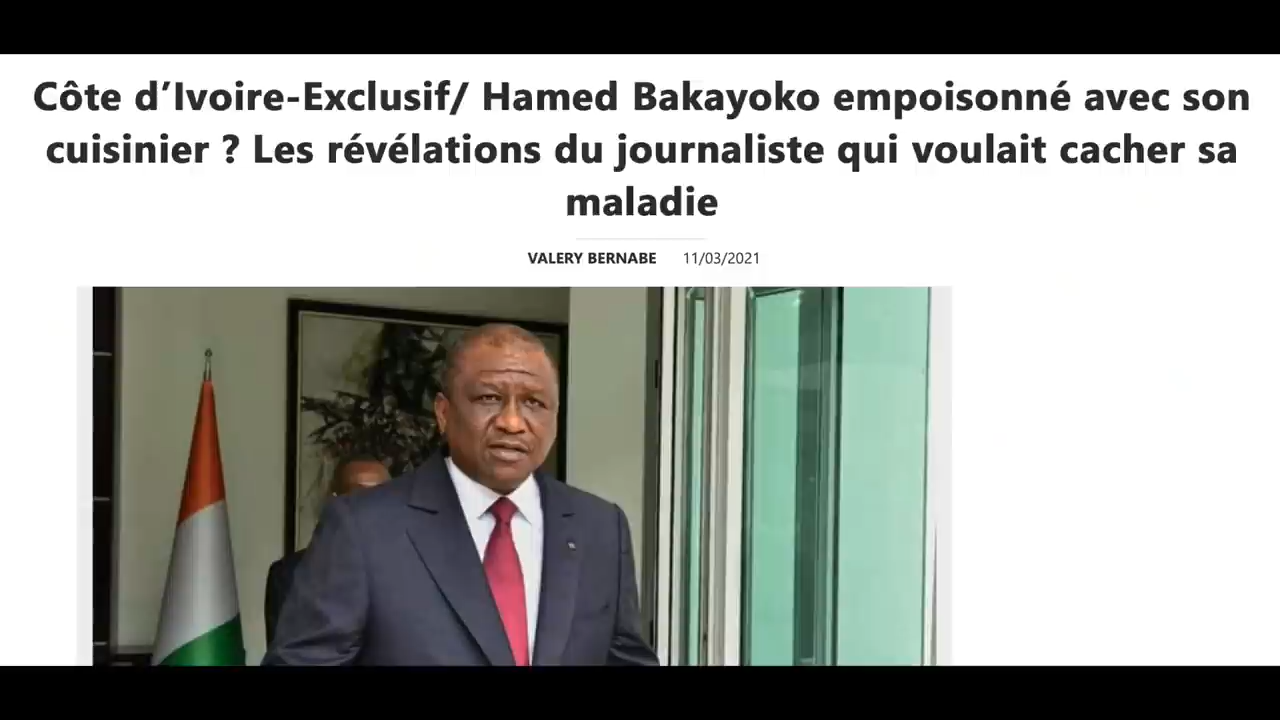 Côte d’Ivoire-Exclusif/ Hamed Bakayoko empoisonné avec son
cuisinier ? Les révélations du journaliste qui voulait cacher sa
maladie
VALERY BERNABE 11/03/2021